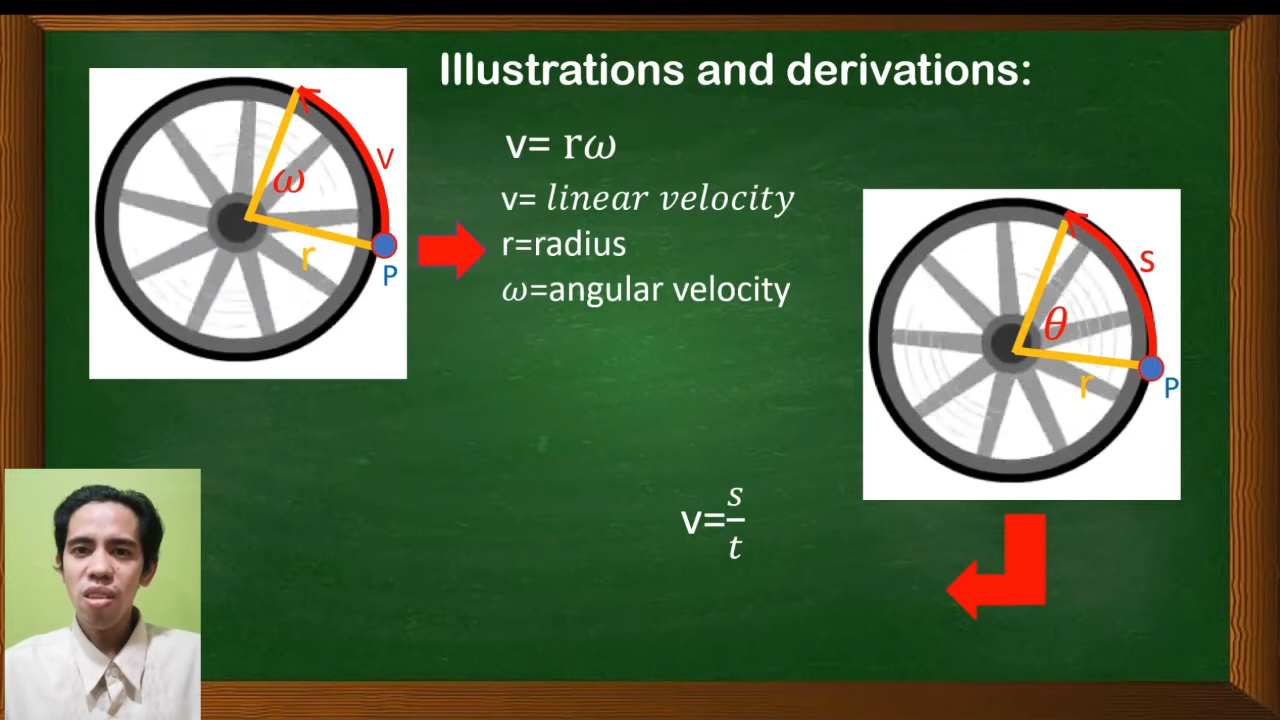 Illustrations and derivations:
v= rω
v= linear velocity
r=radius
ω=angular velocity
ω
V
r
P
θ
s
r
P
v=s/t